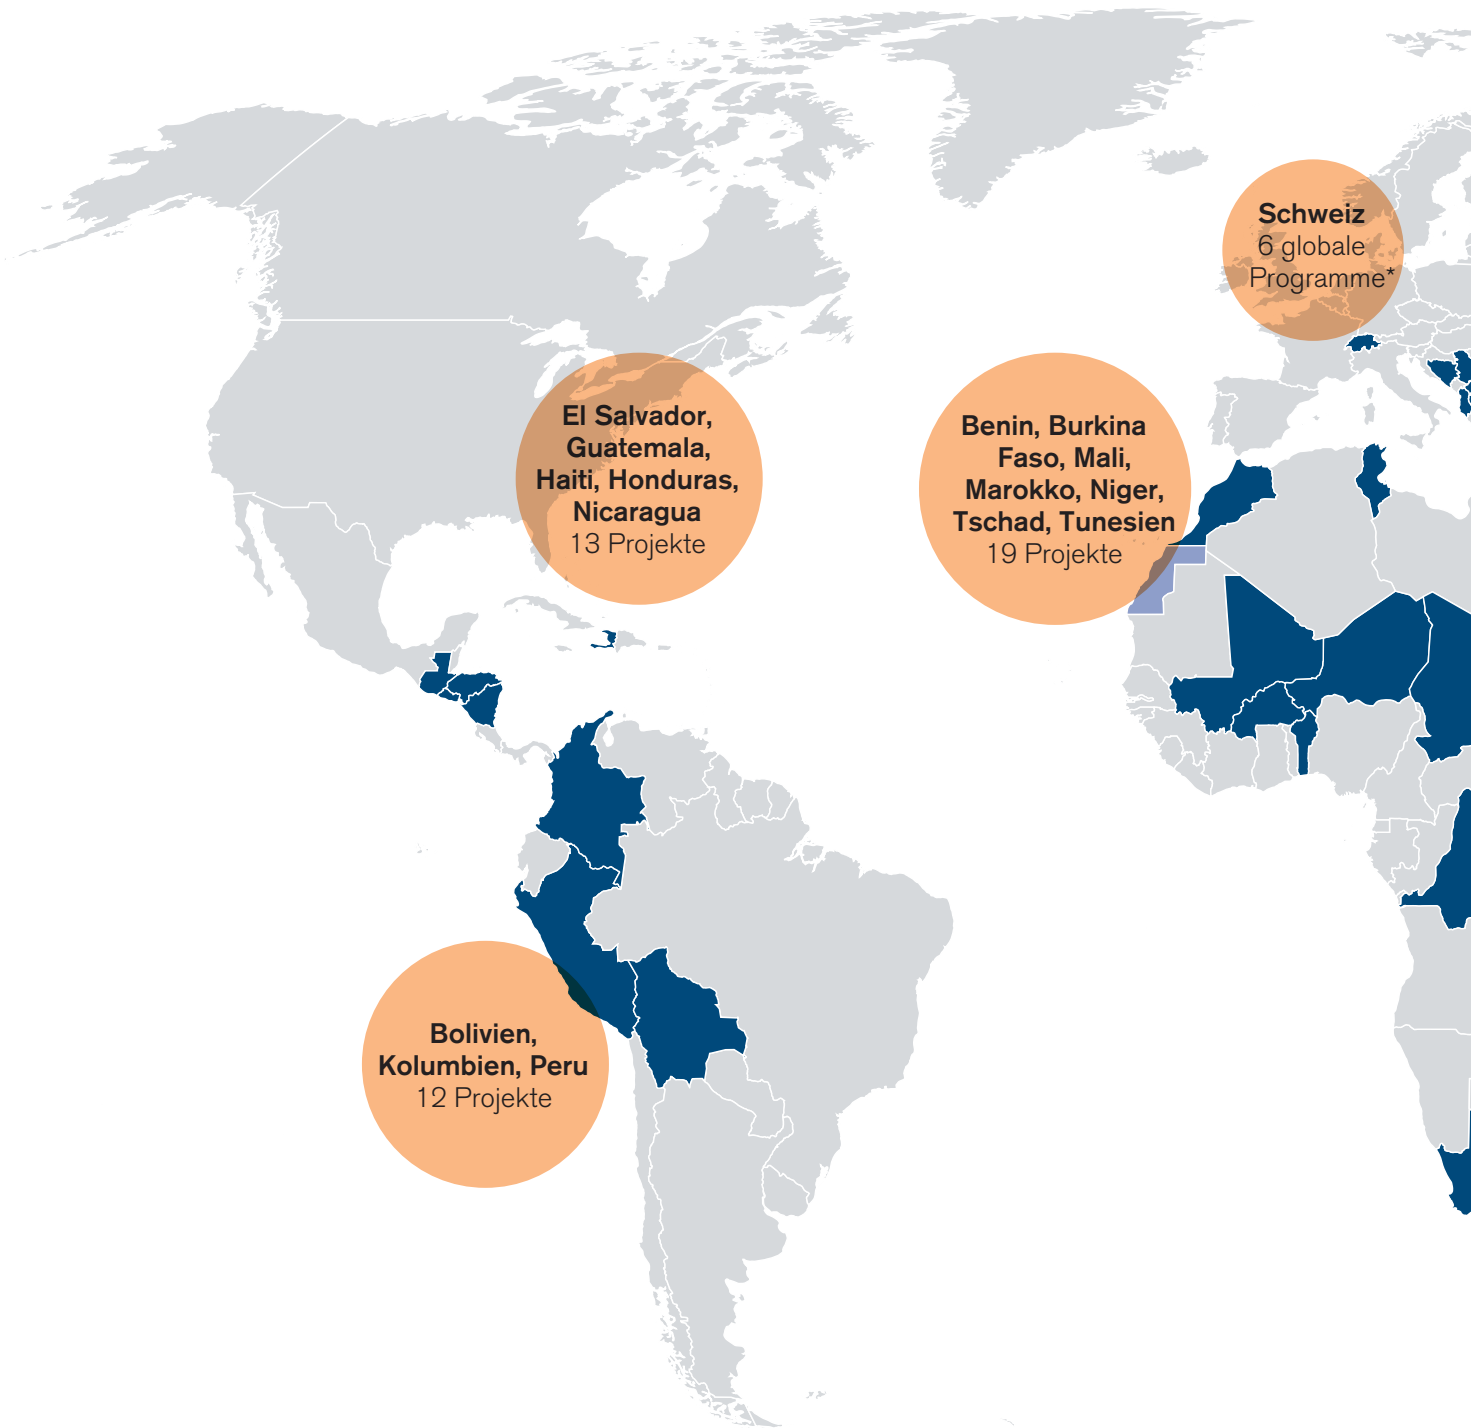 Schweiz
6 globale
Programme*
El Salvador,
Guatemala,
Haiti, Honduras,
Nicaragua
13 Projekte
Benin, Burkina
Faso, Mali,
Marokko, Niger,
Tschad, Tunesien
19 Projekte
Bolivien,
Kolumbien, Peru
12 Projekte